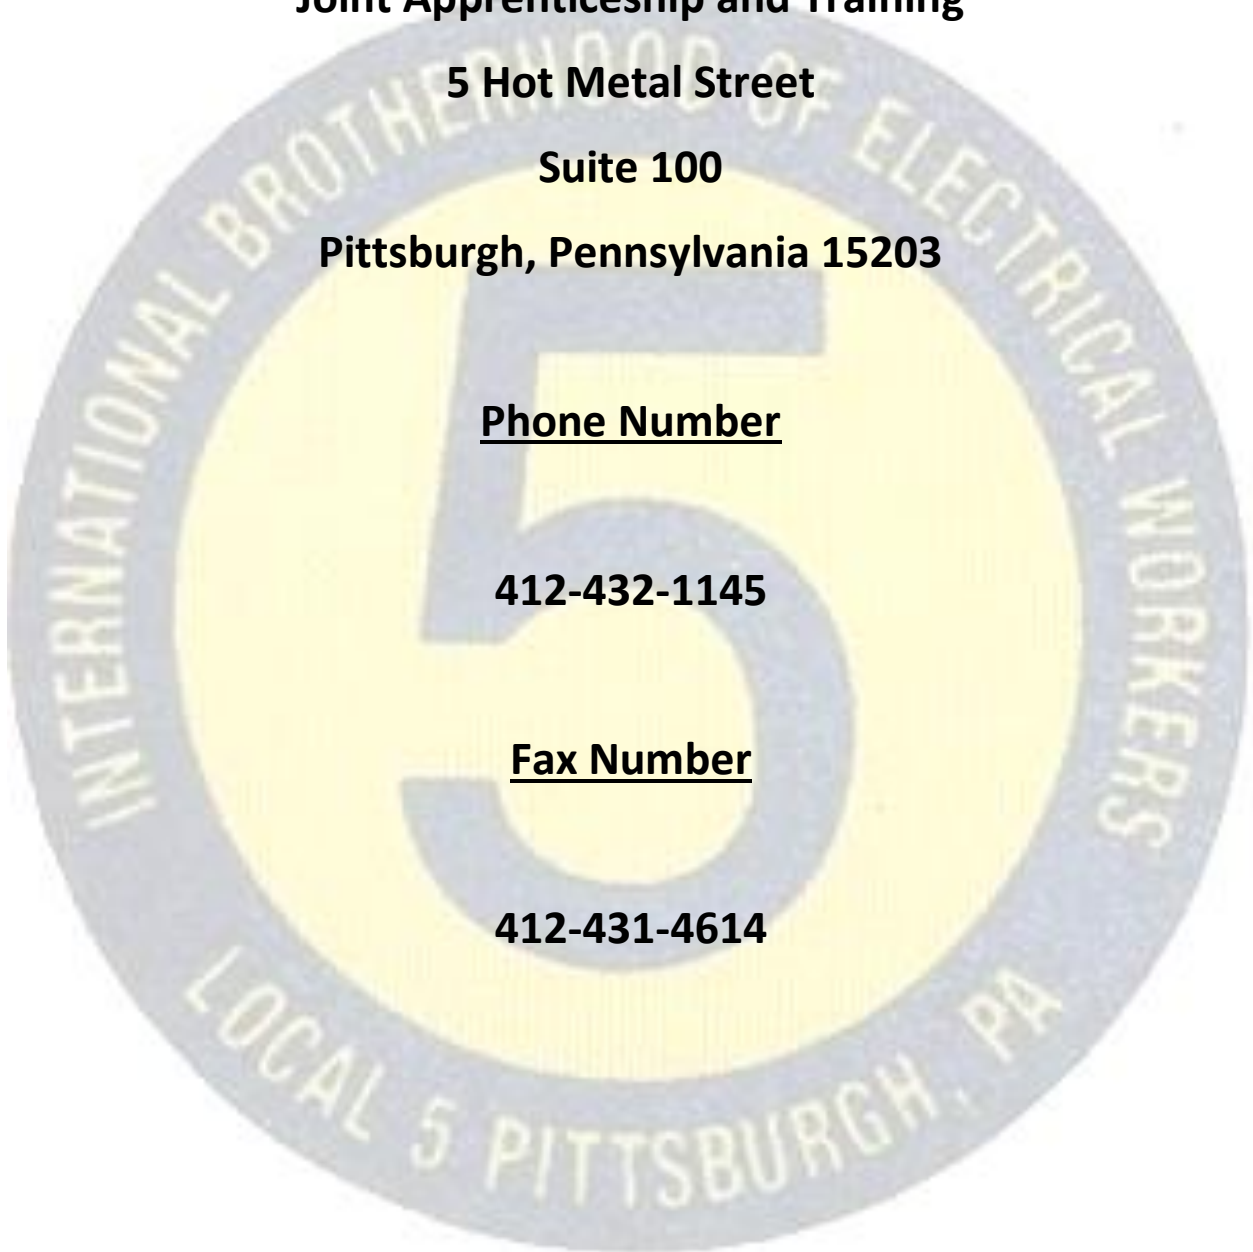 Joint Apprenticeship and Training
5 Hot Metal Street
Suite 100
Pittsburgh, Pennsylvania 15203
Phone Number
412-432-1145
Fax Number
412-431-4614
INTERNATIONAL BROTHERHOOD OF ELECTRICAL WORKERS
5
LOCAL 5 PITTSBURGH, PA